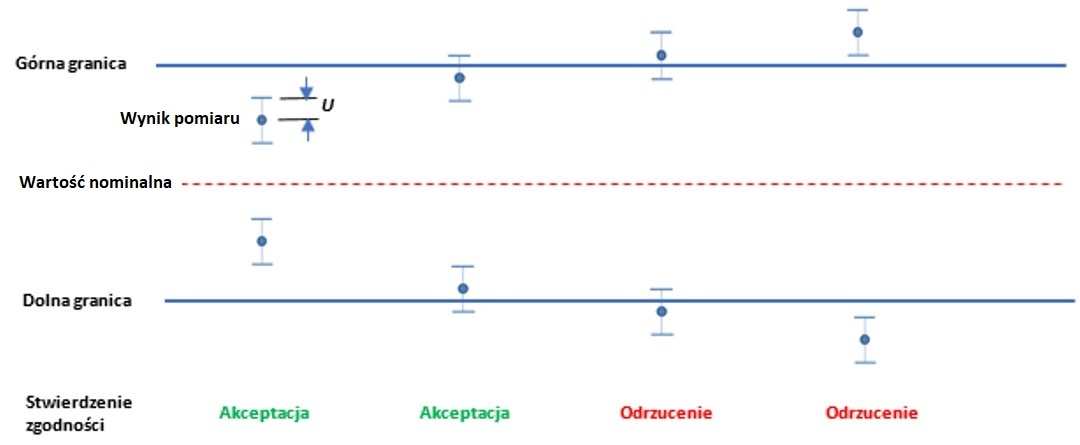 Górna granica
U
Wynik pomiaru
Wartość nominalna
Dolna granica
Stwierdzenie
zgodności
Akceptacja
Akceptacja
Odrzucenie
Odrzucenie